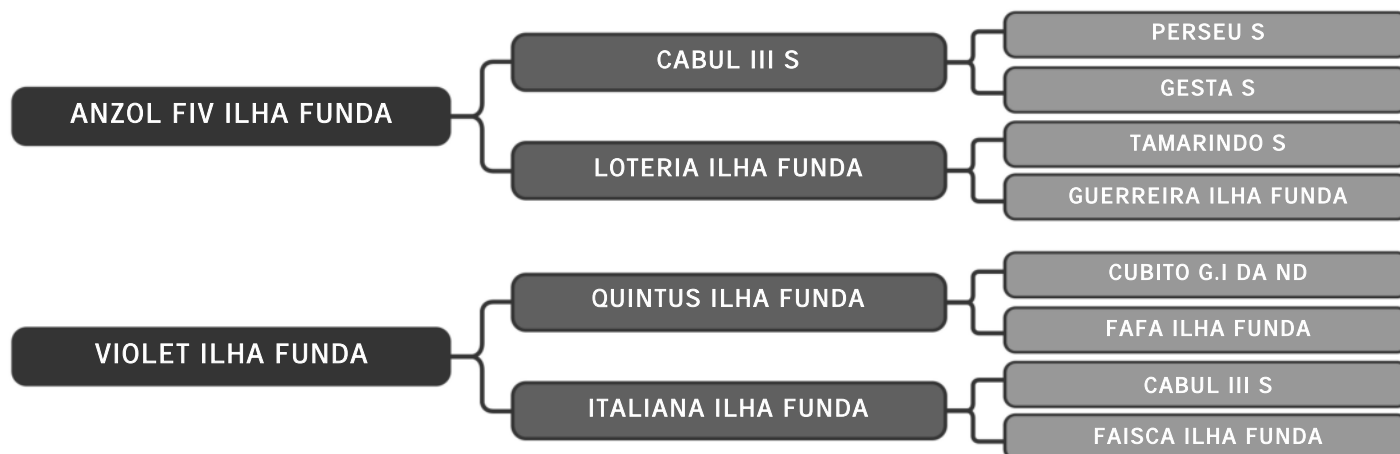 ANZOL FIV ILHA FUNDA
CABUL III S
LOTERIA ILHA FUNDA
PERSEU S
GESTA S
TAMARINDO S
GUERREIRA ILHA FUNDA
VIOLET ILHA FUNDA
QUINTUS ILHA FUNDA
ITALIANA ILHA FUNDA
CUBITO G.I DA ND
FAFA ILHA FUNDA
CABUL III S
FAISCA ILHA FUNDA